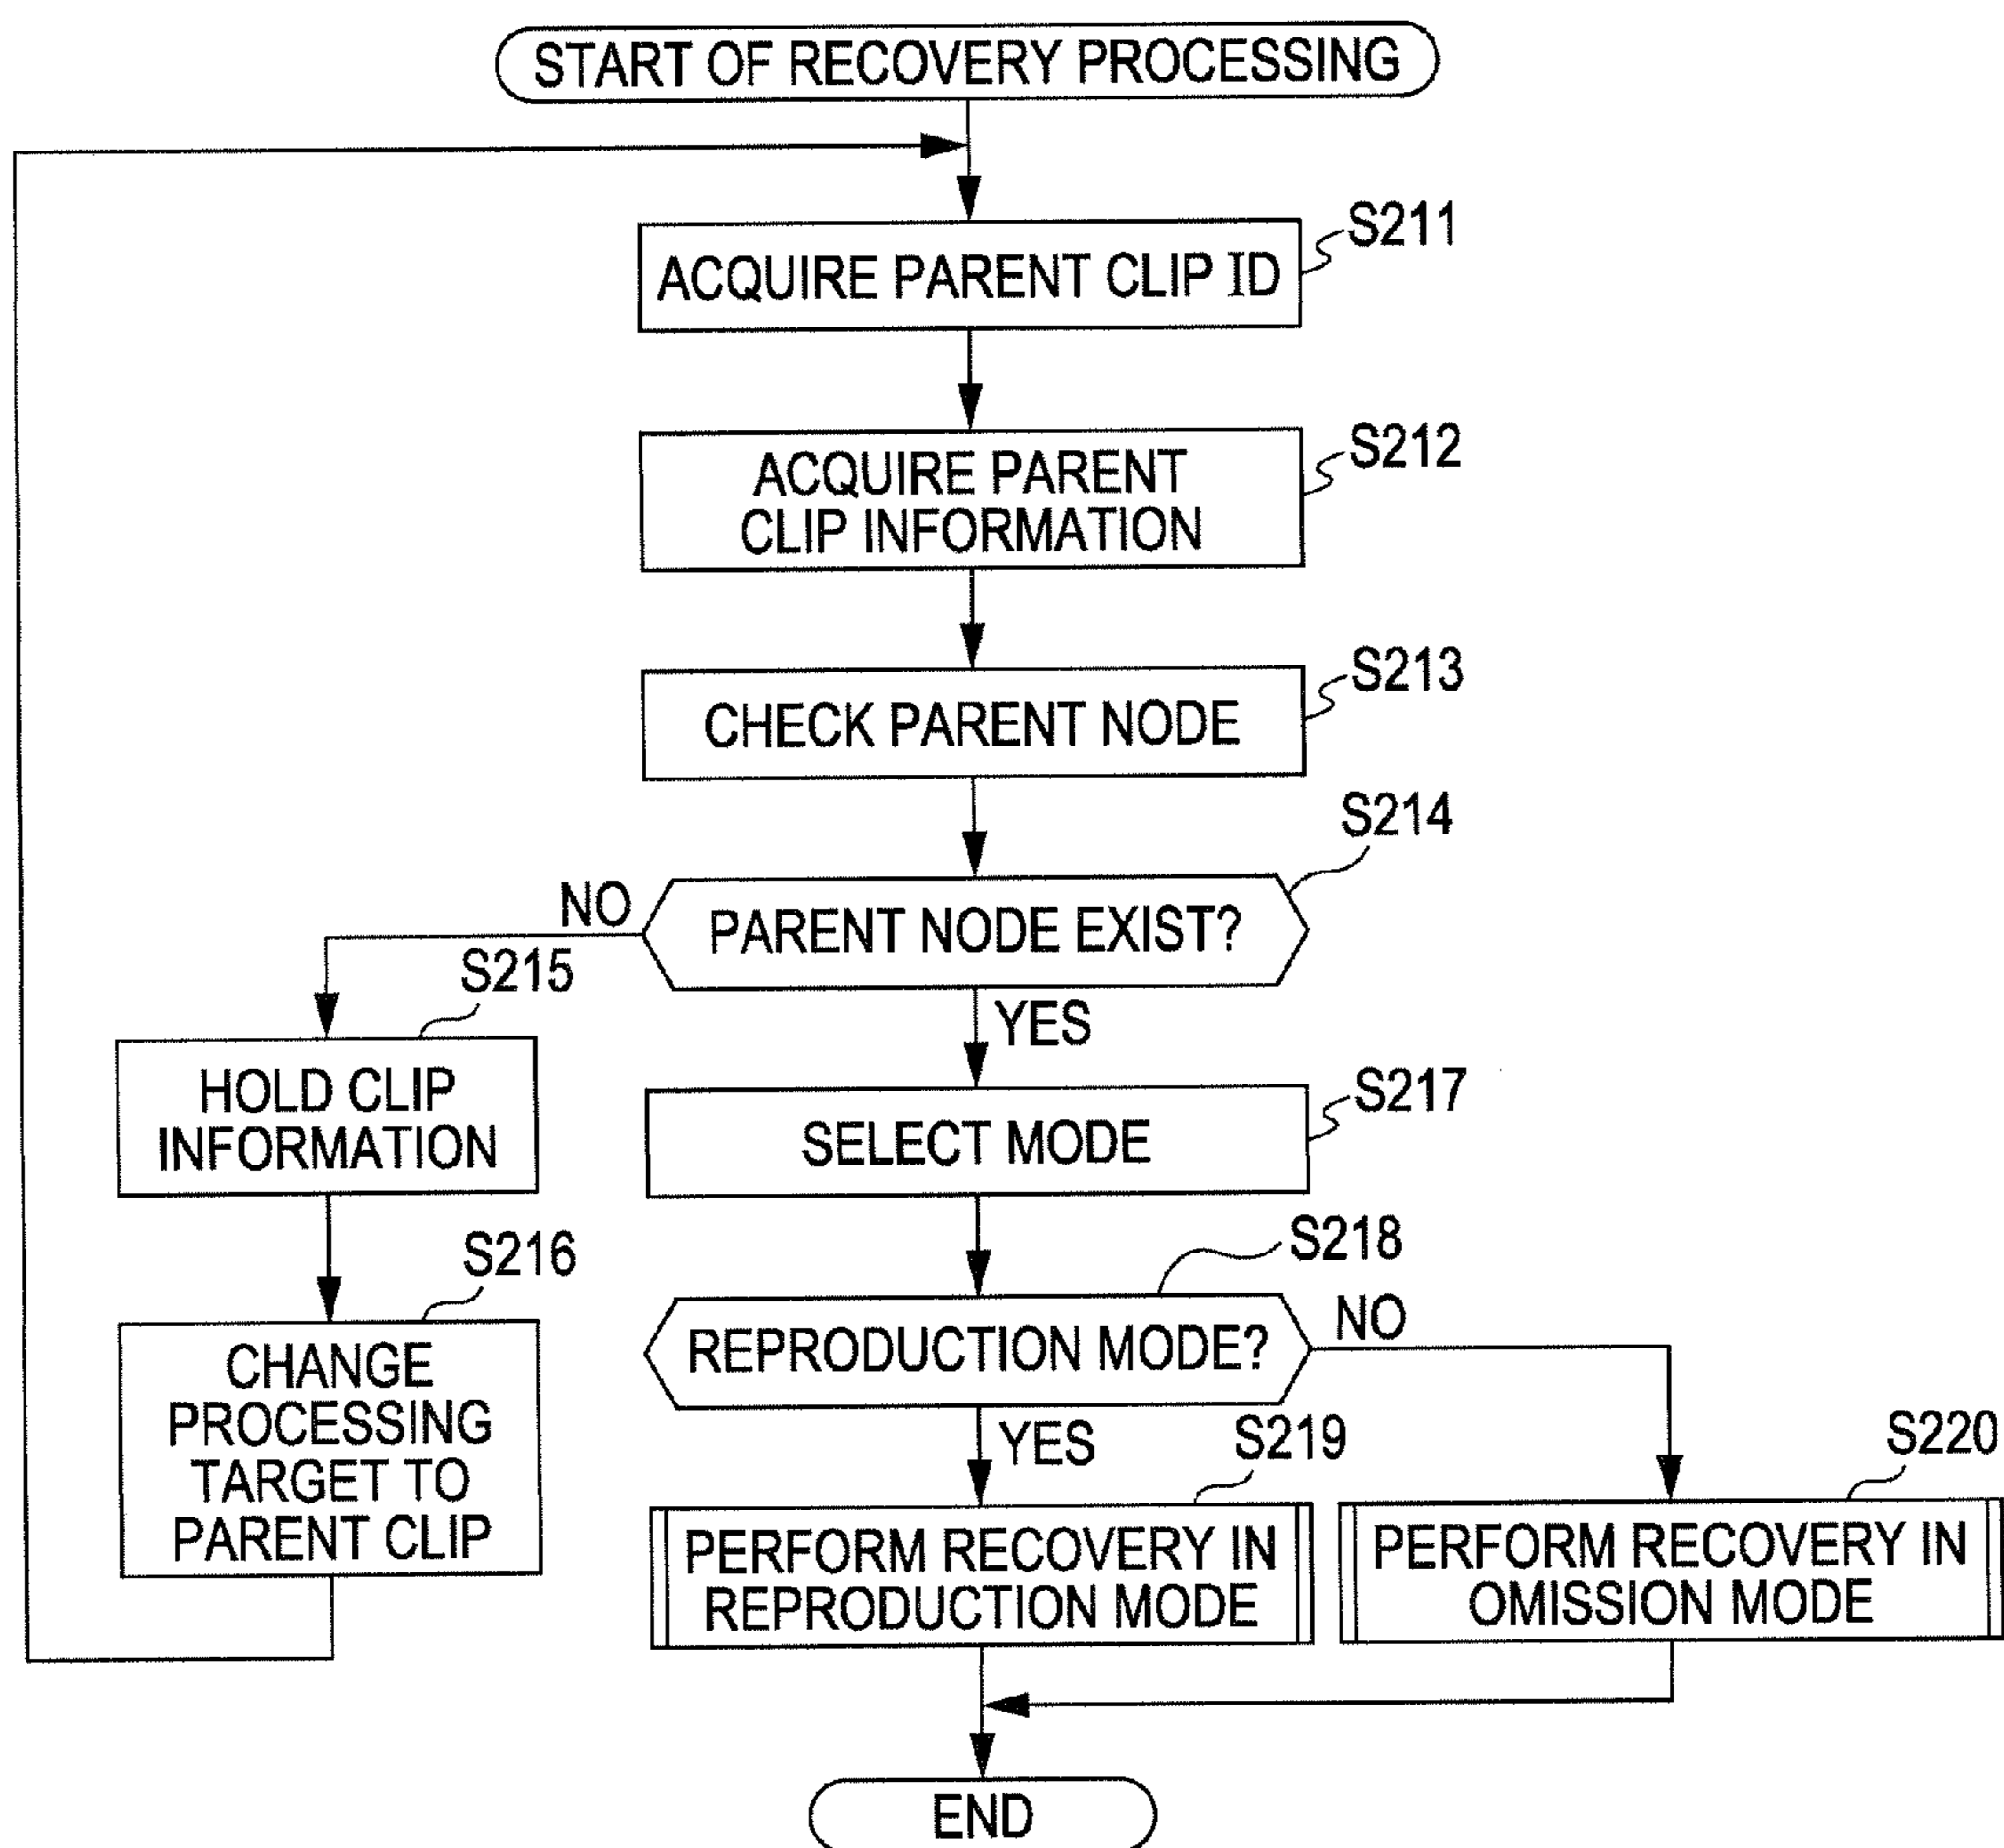 START OF RECOVERY PROCESSING
S211
ACQUIRE PARENT CLIP ID
S212
ACQUIRE PARENT
CLIP INFORMATION
S213
CHECK PARENT NODE
S214
PARENT NODE EXIST?
NO
YES
S215
HOLD CLIP
INFORMATION
S216
CHANGE
PROCESSING
TARGET TO
PARENT CLIP
S217
SELECT MODE
S218
REPRODUCTION MODE?
NO
YES
S219
PERFORM RECOVERY IN
REPRODUCTION MODE
S220
PERFORM RECOVERY IN
OMISSION MODE
END